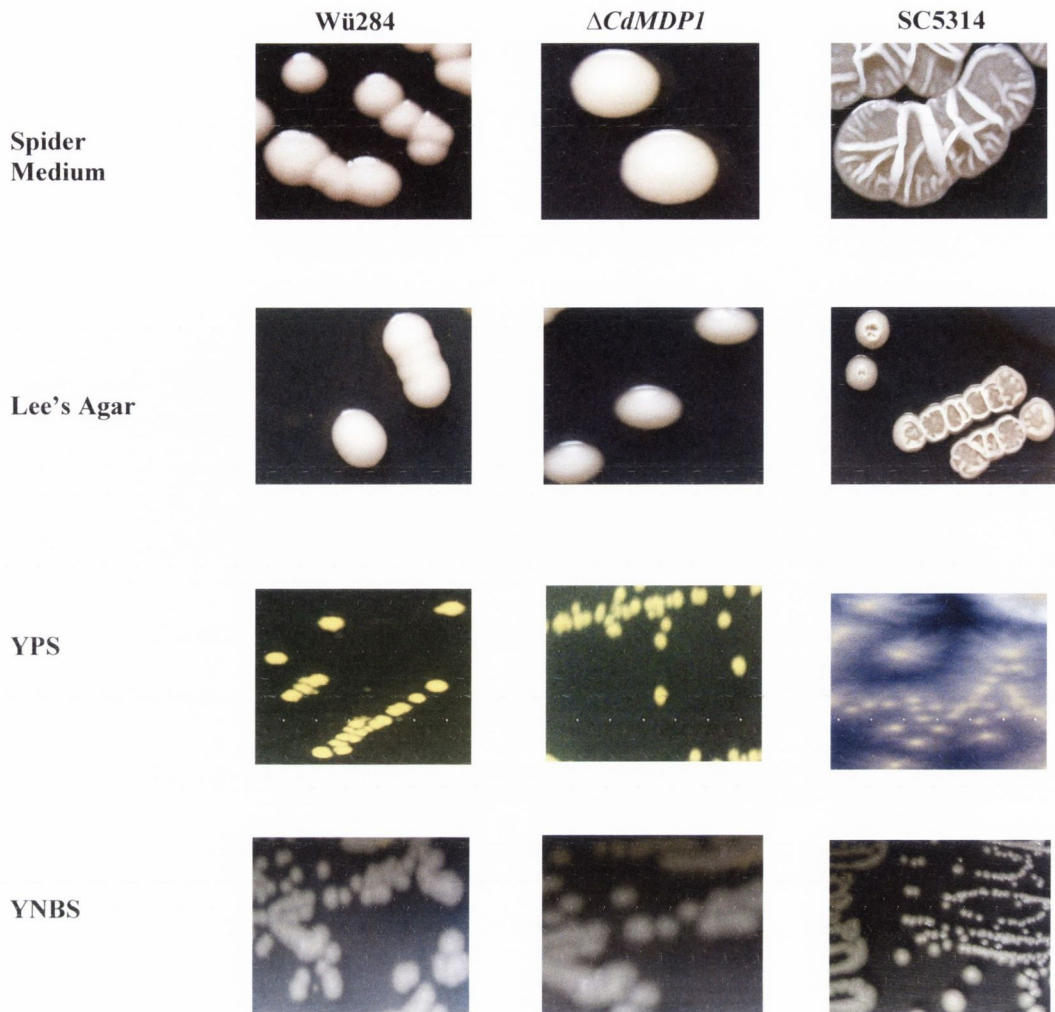 Wü284 ΔCdMDP1 SC5314
Spider
Medium
Lee's Agar
YPS
YNBS